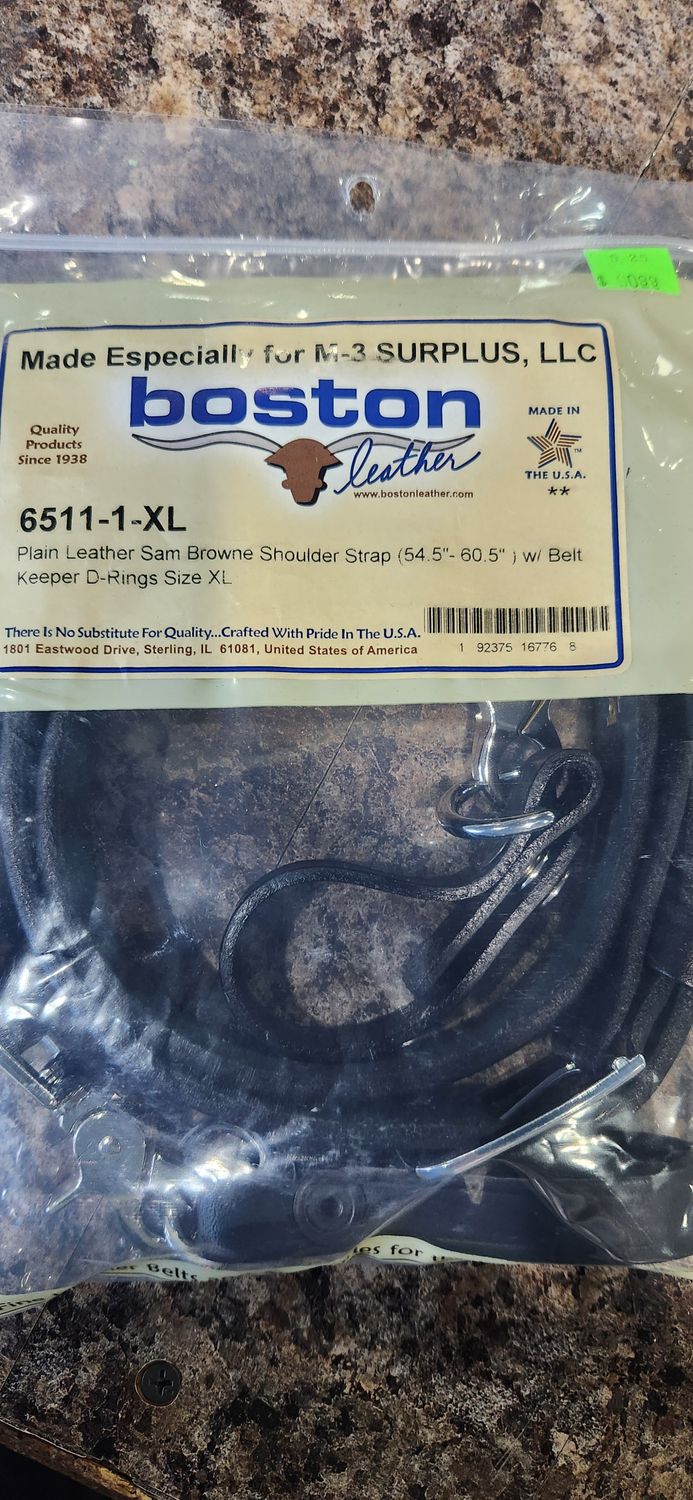 Made Especially for M-3 SURPLUS, LLC
boston
leather
www.bostonleather.com
Quality
Products
Since 1938
MADE IN
THE U.S.A.
TM
**
6511-1-XL
Plain Leather Sam Browne Shoulder Strap (54.5"- 60.5" ) w/ Belt
Keeper D-Rings Size XL
There Is No Substitute For Quality...Crafted With Pride In The U.S.A.
1801 Eastwood Drive, Sterling, IL 61081, United States of America
1 92375 16776 8
Belts
for